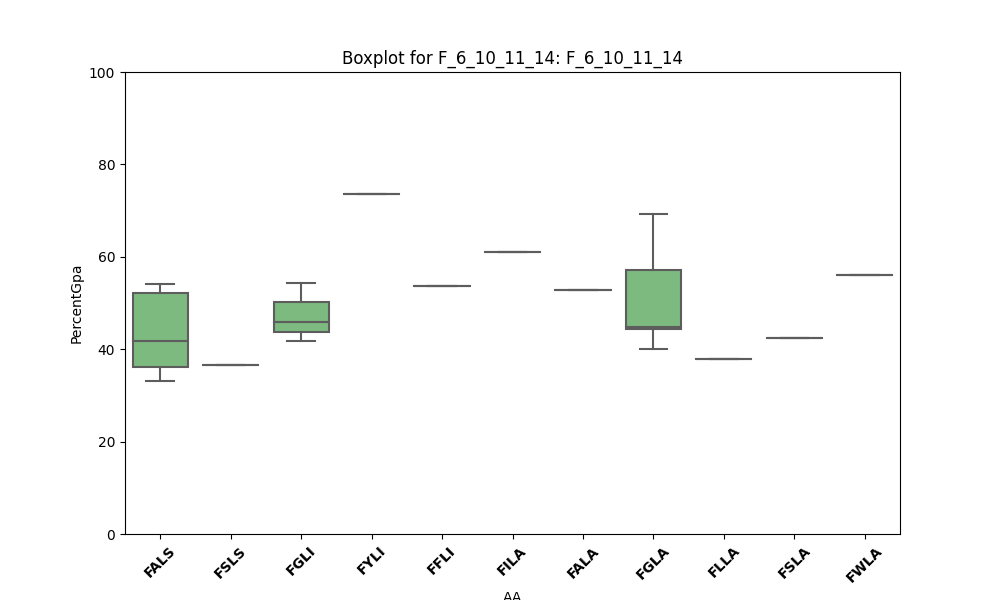 Boxplot for F_6_10_11_14: F_6_10_11_14
100
80
60
40
20
0
PercentGpa
FALS
FSLS
FGLI
FYLI
FFLI
FILA
FALA
FGLA
FLLA
FSLA
FWLA
AA